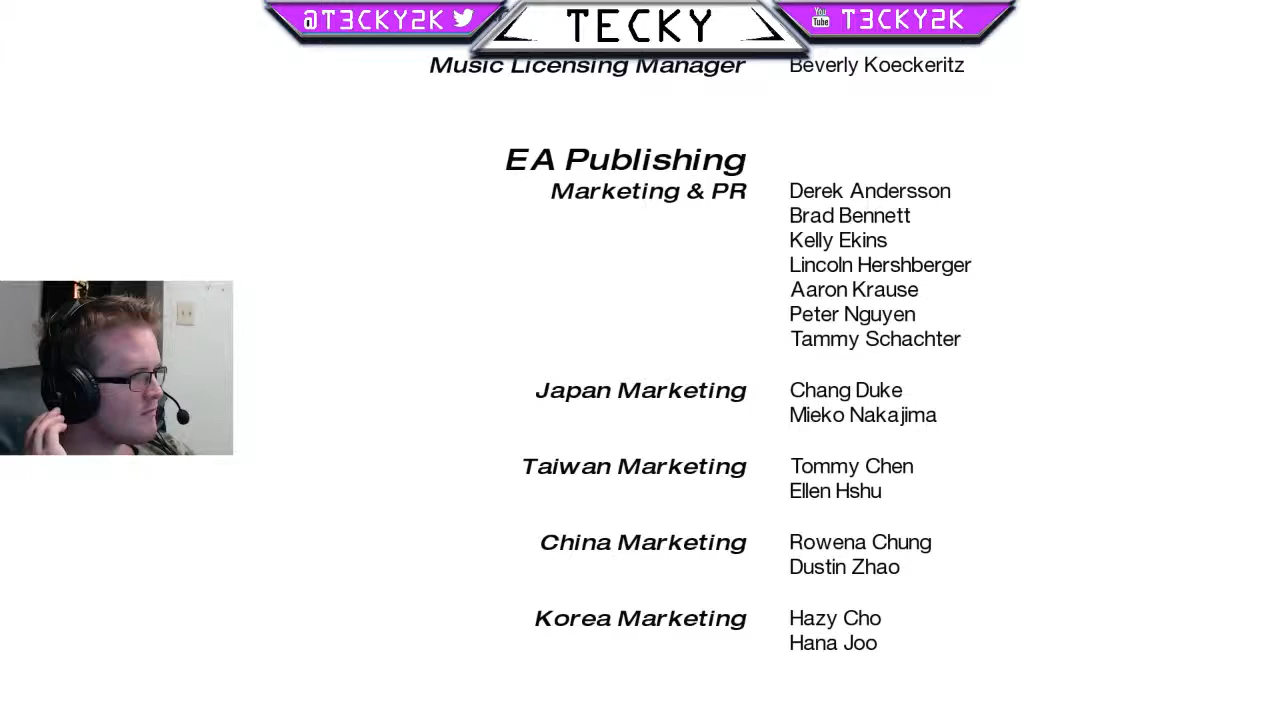 @T3CKY2K
TECKY
You Tube T3CKY2K
Music Licensing Manager Beverly Koeckeritz
EA Publishing
Marketing & PR Derek Andersson
Brad Bennett
Kelly Ekins
Lincoln Hershberger
Aaron Krause
Peter Nguyen
Tammy Schachter
Japan Marketing Chang Duke
Mieko Nakajima
Taiwan Marketing Tommy Chen
Ellen Hshu
China Marketing Rowena Chung
Dustin Zhao
Korea Marketing Hazy Cho
Hana Joo